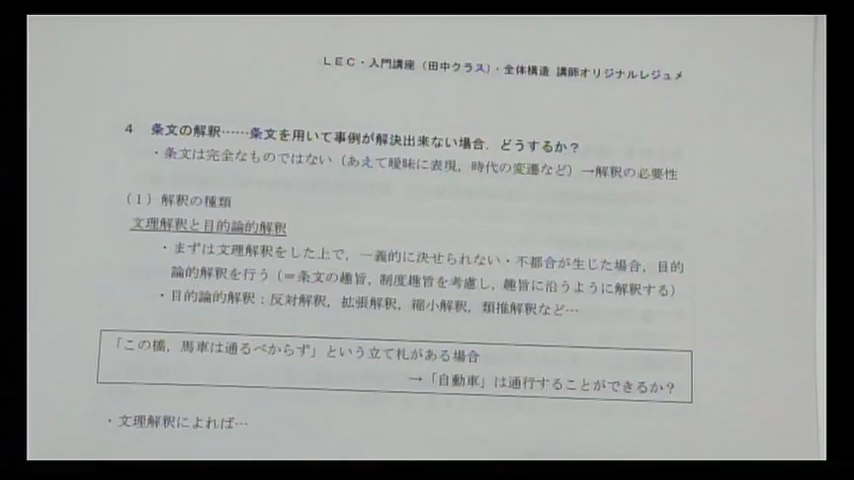 LEC・入門講座（田中クラス）・全体構造 講師オリジナルレジュメ
4 条文の解釈……条文を用いて事例が解決出来ない場合，どうするか？
・条文は完全なものではない（あえて曖昧に表現，時代の変遷など）→解釈の必要性
（1）解釈の種類
文理解釈と目的論的解釈
・まずは文理解釈をした上で，一義的に決せられない・不都合が生じた場合，目的
論的解釈を行う（＝条文の趣旨，制度趣旨を考慮し，趣旨に沿うように解釈する）
・目的論的解釈：反対解釈，拡張解釈，縮小解釈，類推解釈など…
「この橋，馬車は通るべからず」という立て札がある場合
→「自動車」は通行することができるか？
・文理解釈によれば…